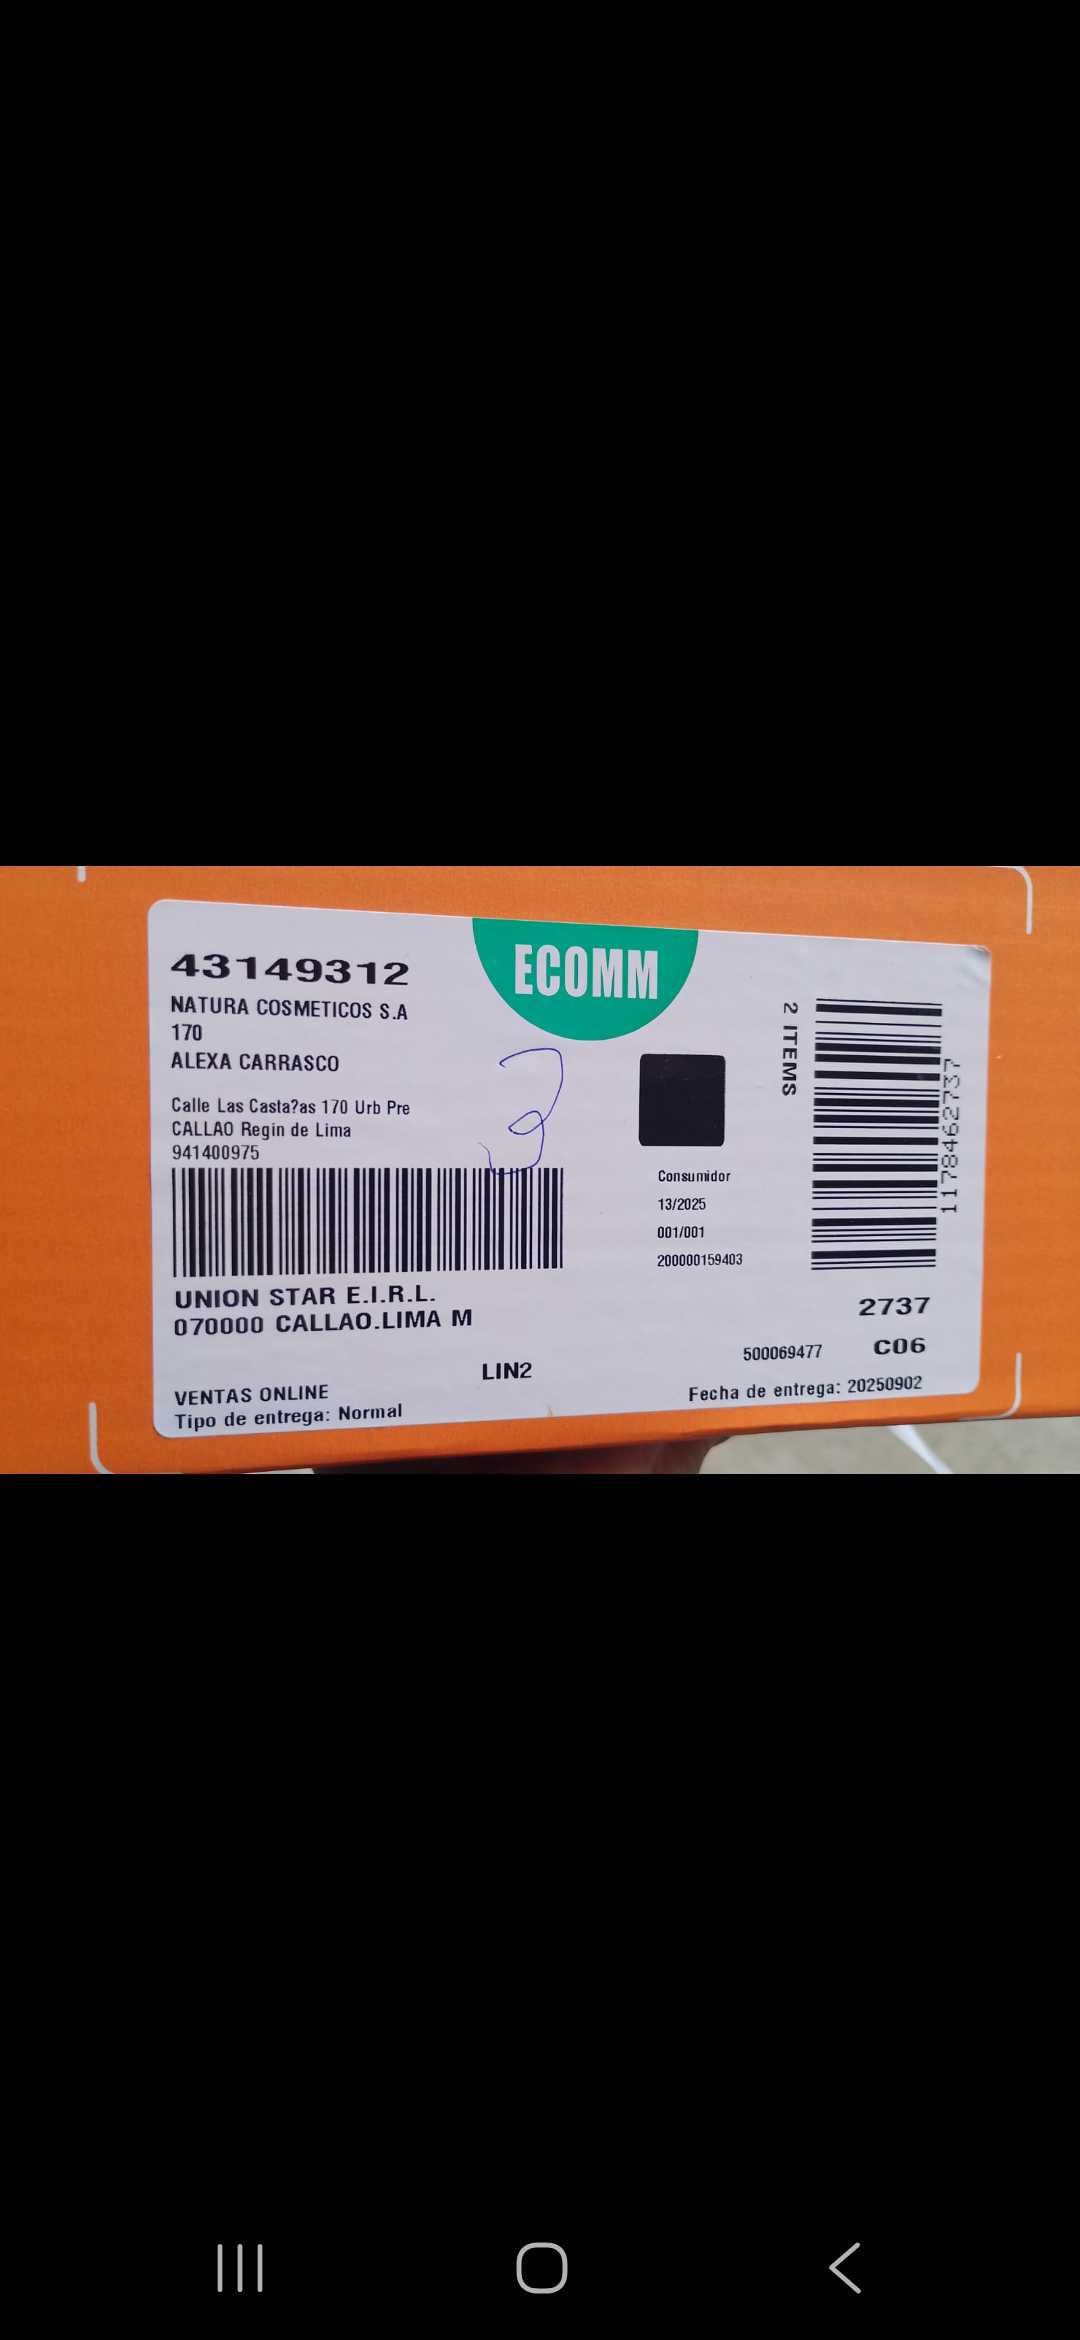 ECOMM
43149312
NATURA COSMETICOS S.A
170
ALEXA CARRASCO
Calle Las Casta?as 170 Urb Pre
CALLAO Regin de Lima
941400975
3
2 ITEMS
1178462737
Consumidor
13/2025
001/001
200000159403
UNION STAR E.I.R.L.
070000 CALLAO.LIMA M
2737
500069477 C06
LIN2
VENTAS ONLINE
Tipo de entrega: Normal
Fecha de entrega: 20250902